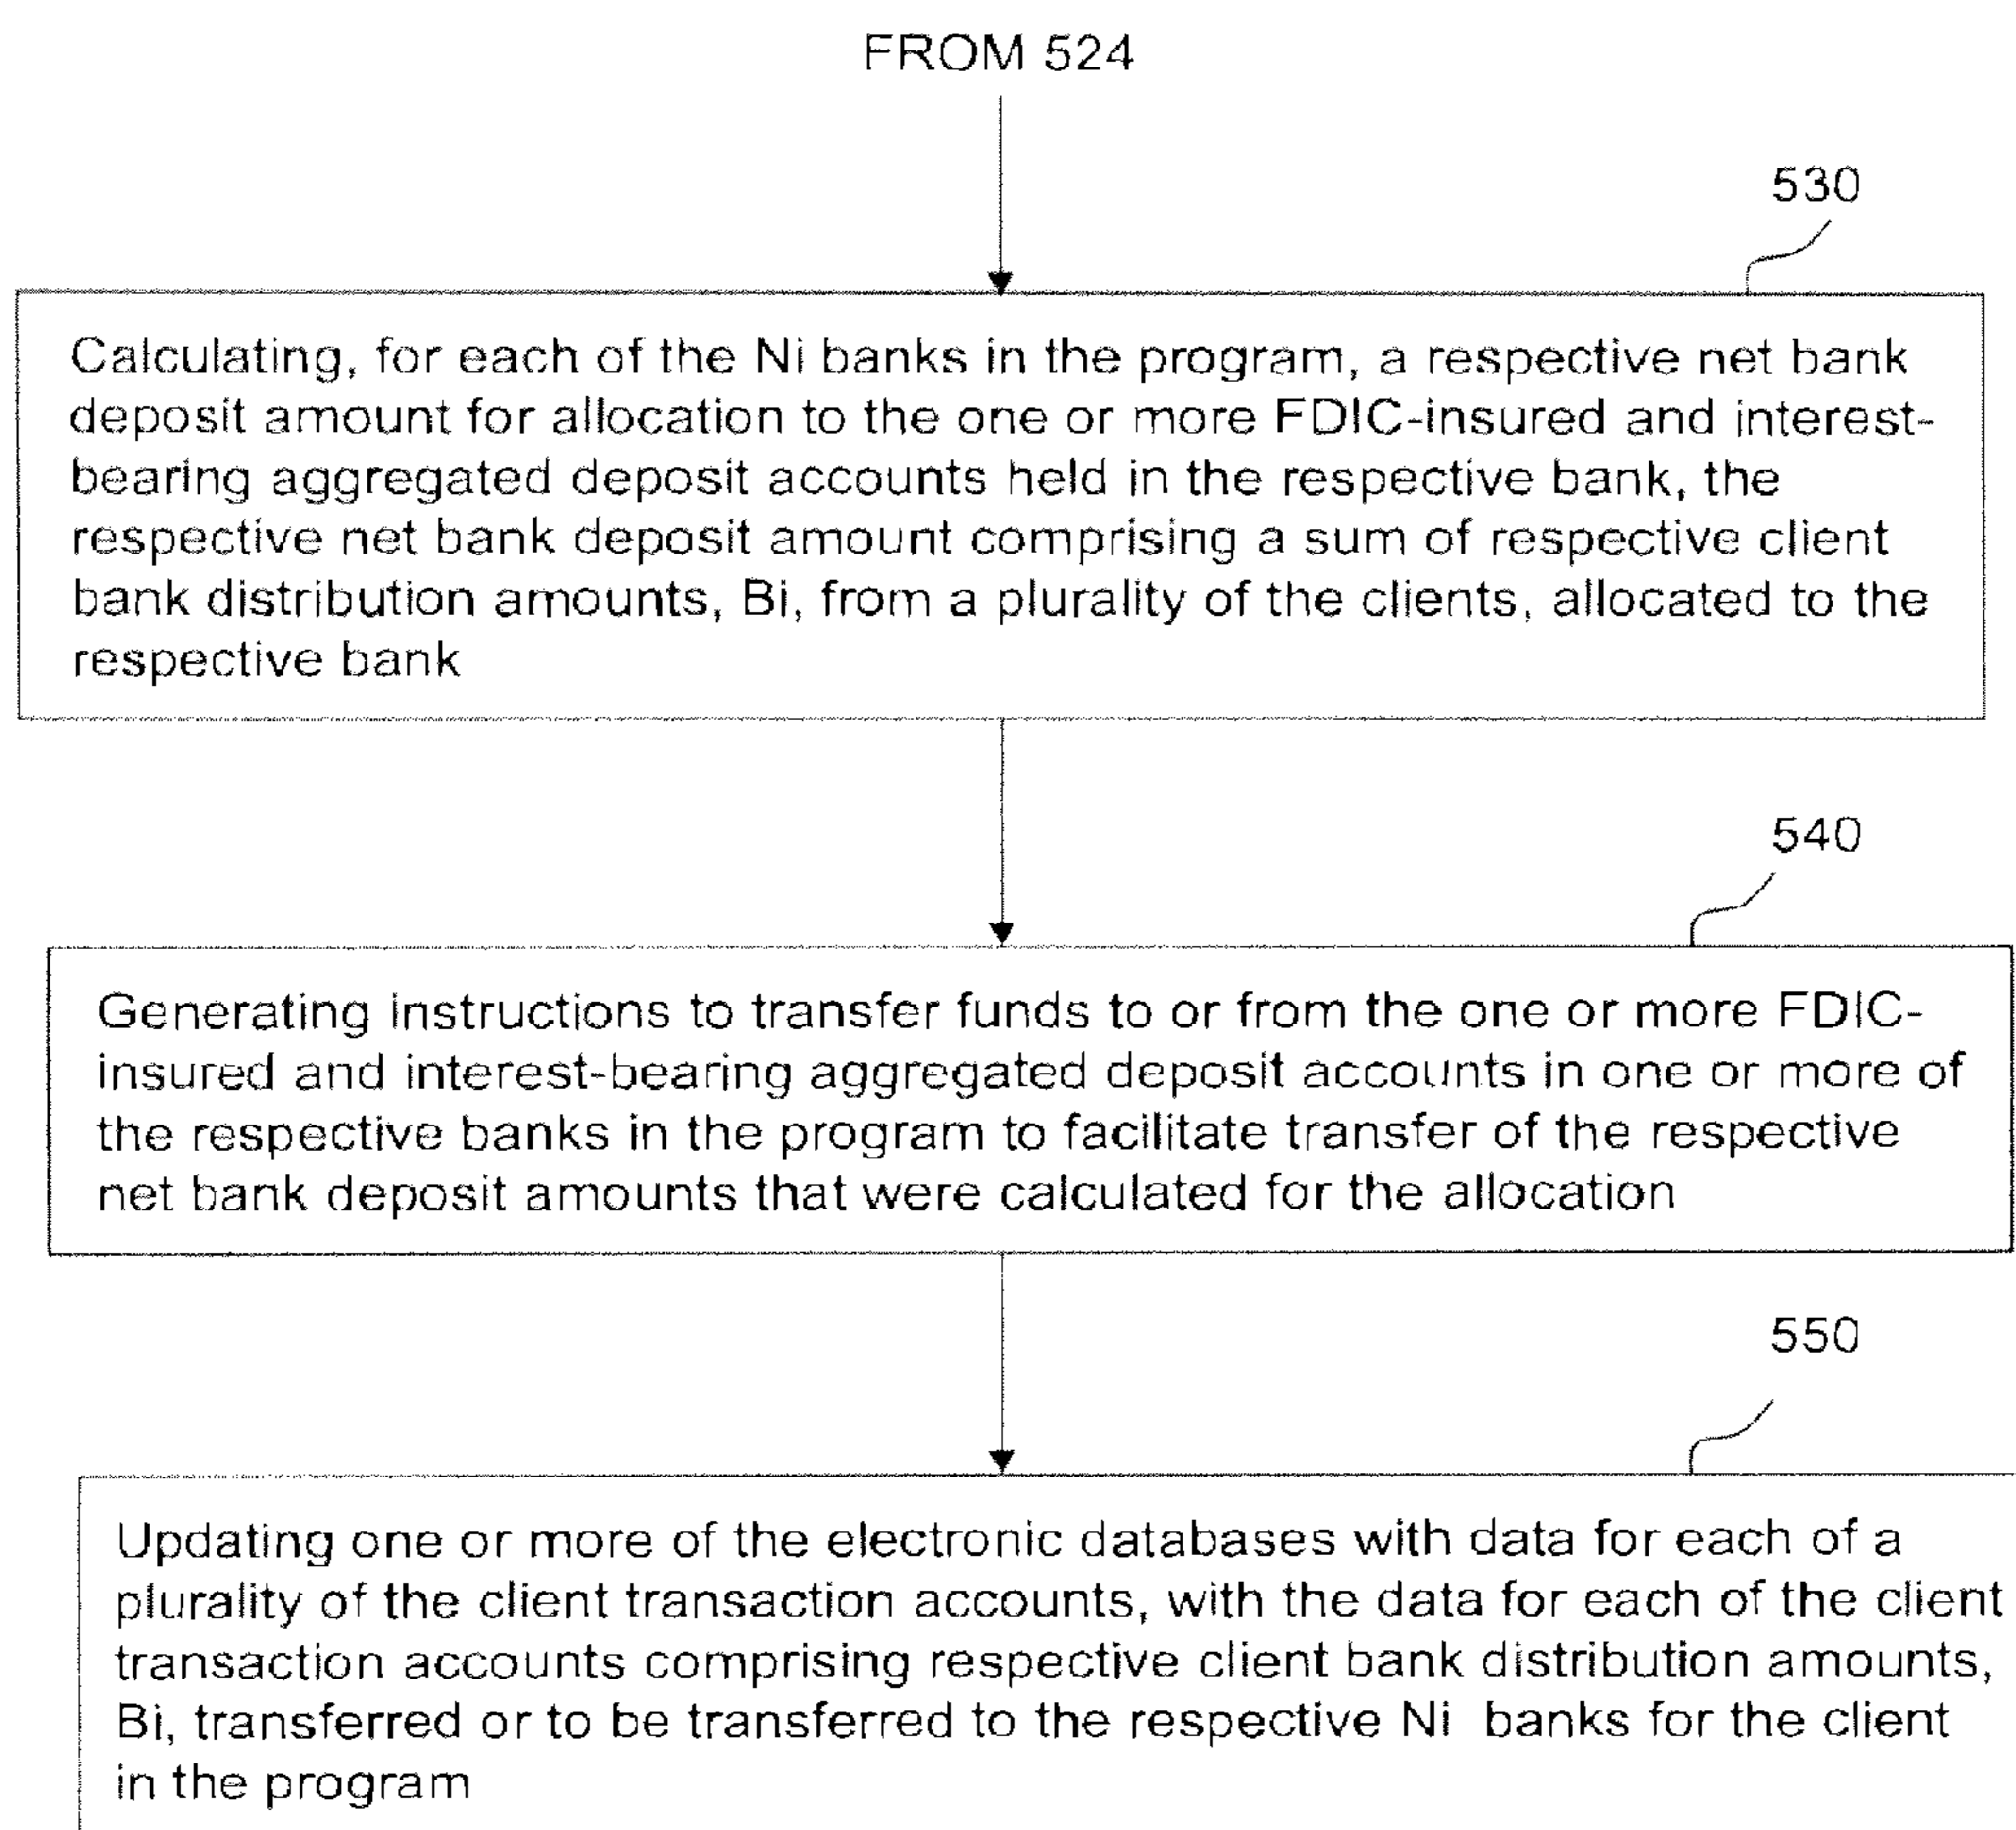 FROM 524
530
Calculating, for each of the Ni banks in the program, a respective net bank
deposit amount for allocation to the one or more FDIC-insured and interest-
bearing aggregated deposit accounts held in the respective bank, the
respective net bank deposit amount comprising a sum of respective client
bank distribution amounts, Bi, from a plurality of the clients, allocated to the
respective bank
540
Generating instructions to transfer funds to or from the one or more FDIC-
insured and interest-bearing aggregated deposit accounts in one or more of
the respective banks in the program to facilitate transfer of the respective
net bank deposit amounts that were calculated for the allocation
550
Updating one or more of the electronic databases with data for each of a
plurality of the client transaction accounts, with the data for each of the client
transaction accounts comprising respective client bank distribution amounts,
Bi, transferred or to be transferred to the respective Ni banks for the client
in the program